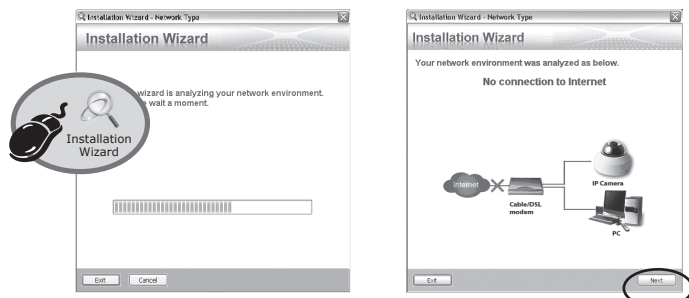 Installation Wizard - Network Type
Installation Wizard
wizard is analyzing your network environment.
wait a moment.
Installation
Wizard
Exit
Cancel
Installation Wizard - Network Type
Installation Wizard
Your network environment was analyzed as below.
No connection to Internet
Internet
IP Camera
Cable/DSL
modem
PC
Exit
Next